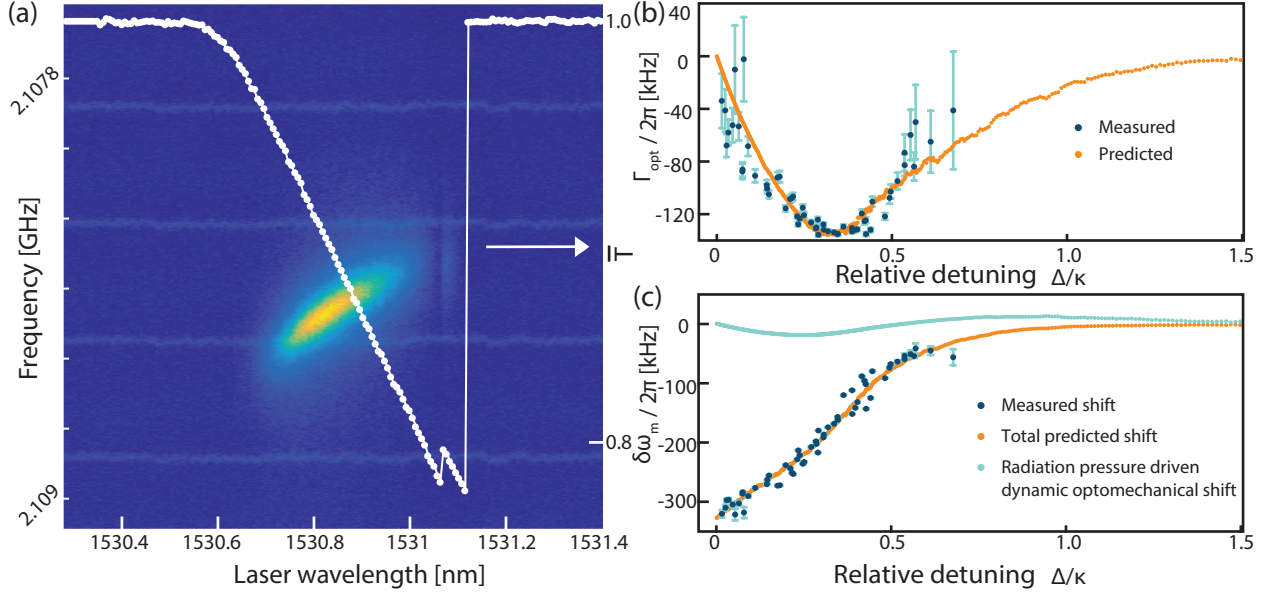 (a)
1.0
2.1078
Frequency [GHz]
T
0.8
2.109
1530.4 1530.6 1530.8 1531 1531.2 1531.4
Laser wavelength [nm]
(b)
40
0
-40
-80
-120
Γopt / 2π [kHz]
Measured
Predicted
0 0.5 1.0 1.5
Relative detuning Δ/κ
(c)
0
-100
-200
-300
δωm / 2π [kHz]
Measured shift
Total predicted shift
Radiation pressure driven
dynamic optomechanical shift
0 0.5 1.0 1.5
Relative detuning Δ/κ